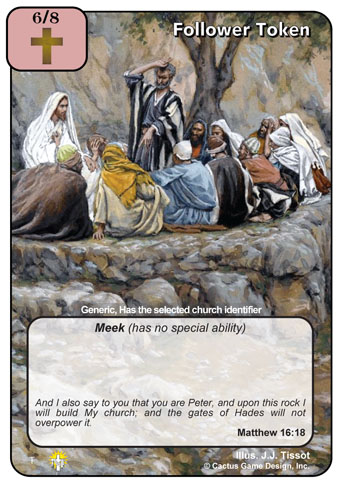 6/8
Follower Token
Generic, Has the selected church identifier
Meek (has no special ability)
And I also say to you that you are Peter, and upon this rock I
will build My church; and the gates of Hades will not
overpower it.
Matthew 16:18
T
Illus. J.J. Tissot
© Cactus Game Design, Inc.